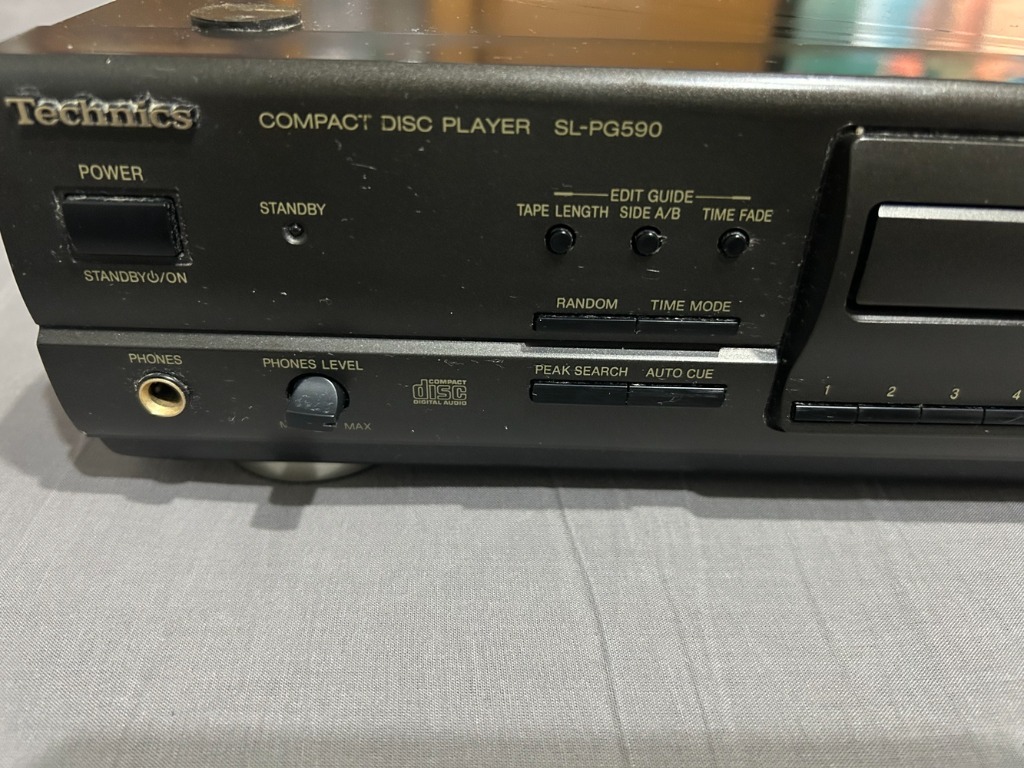 Technics
COMPACT DISC PLAYER SL-PG590
POWER
STANDBY⏻/ON
STANDBY
EDIT GUIDE
TAPE LENGTH SIDE A/B TIME FADE
RANDOM TIME MODE
PHONES
PHONES LEVEL
MAX
COMPACT
disc
DIGITAL AUDIO
PEAK SEARCH AUTO CUE
1 2 3 4